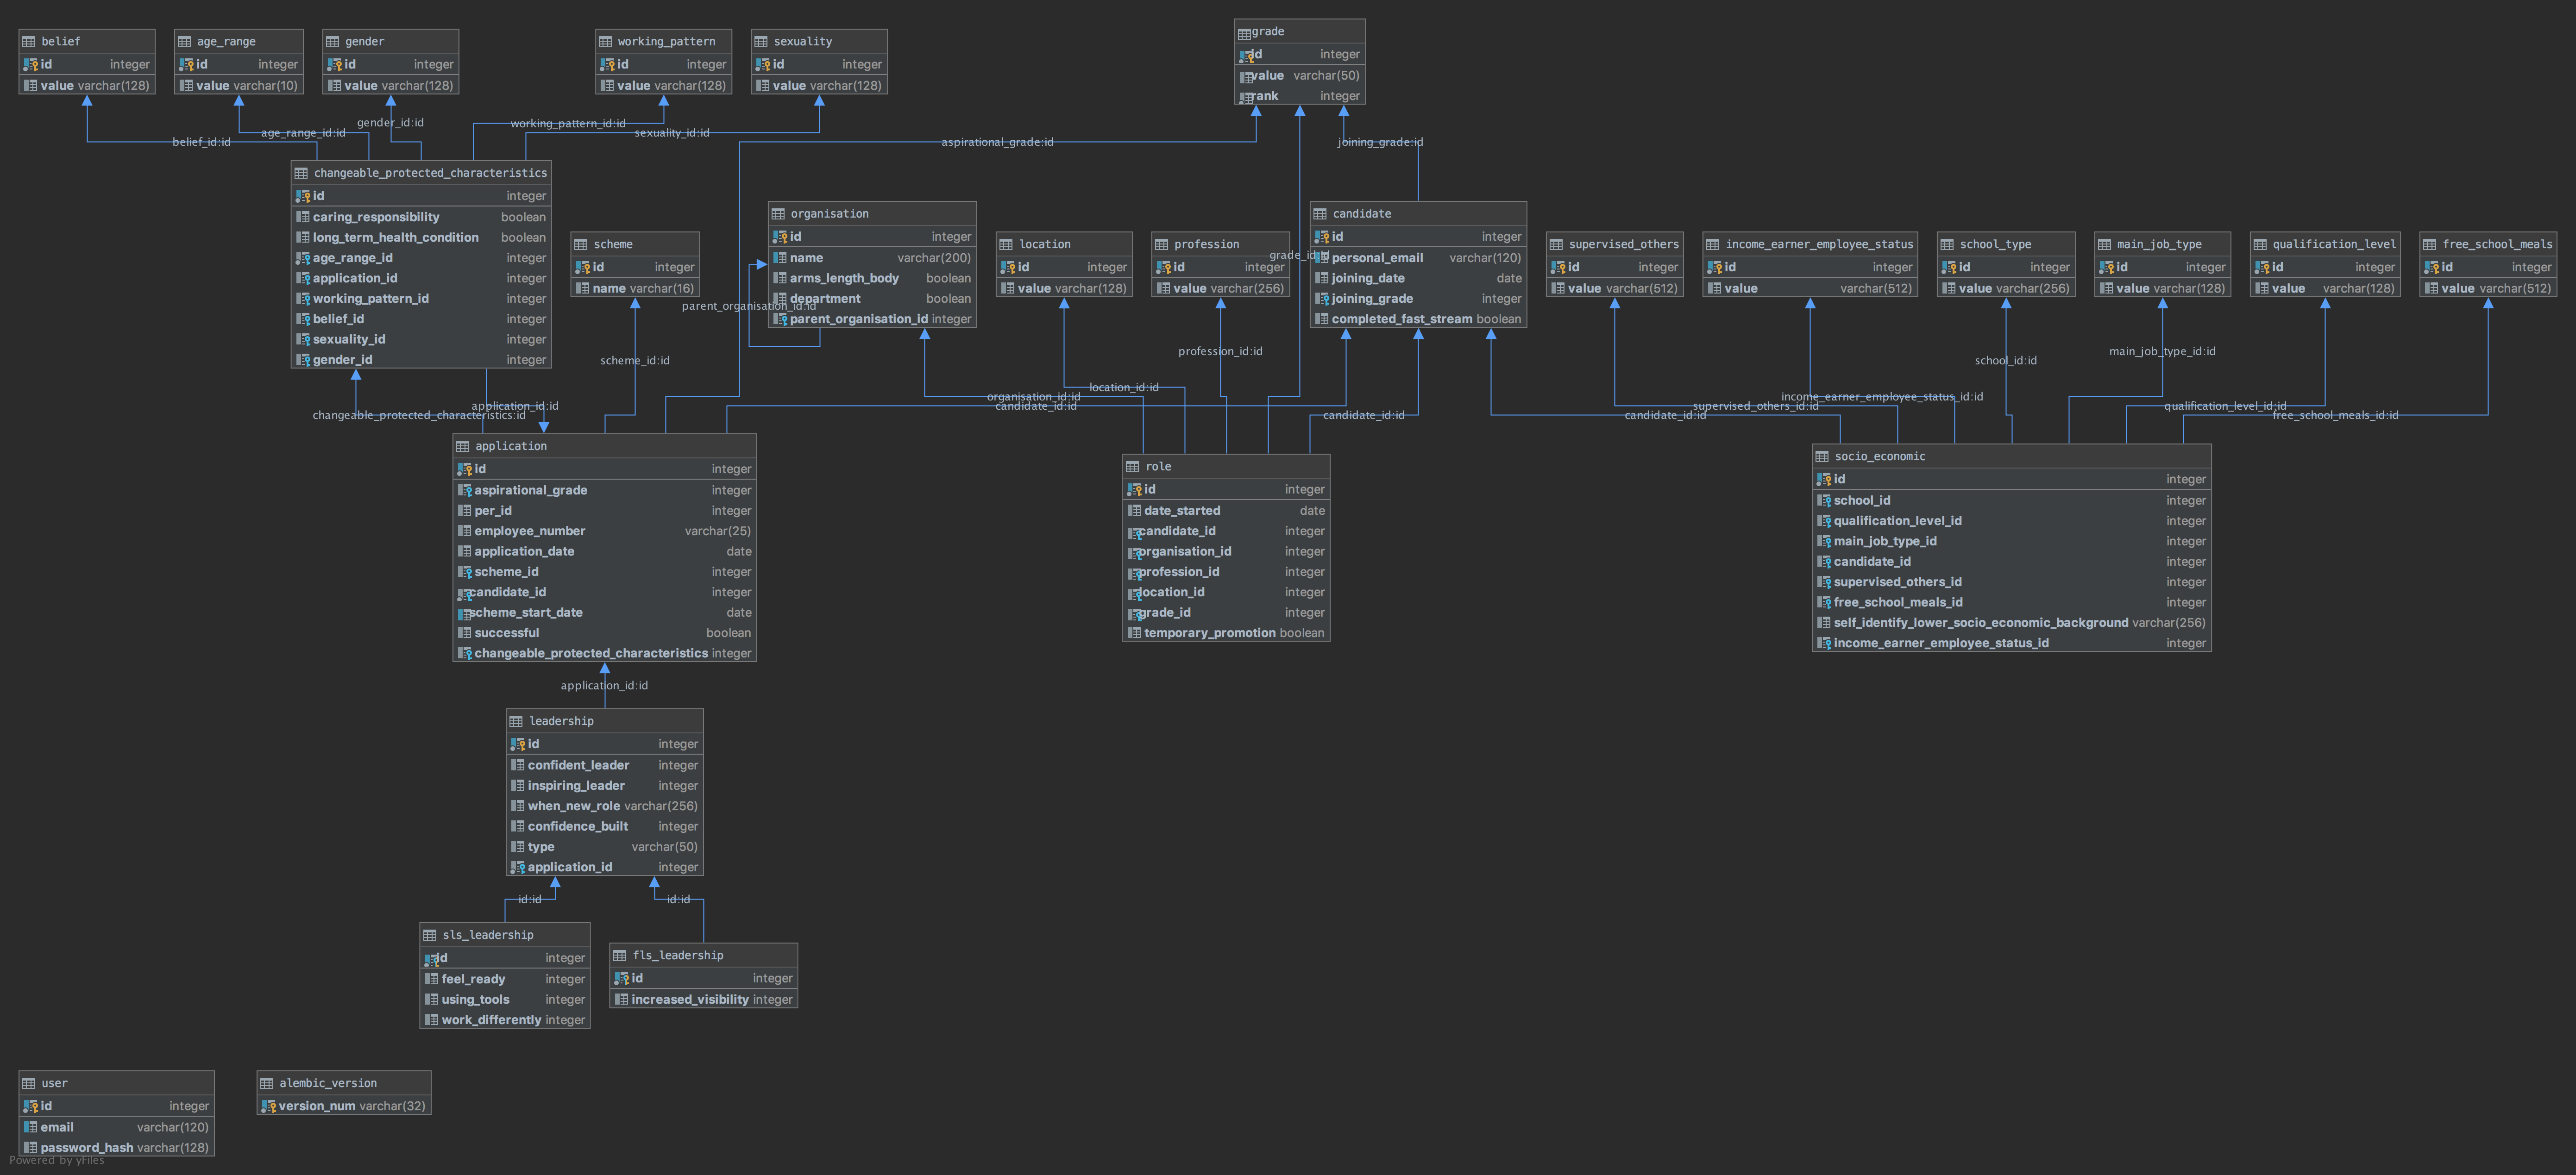 belief
id integer
value varchar(128)
age_range
id integer
value varchar(10)
gender
id integer
value varchar(128)
working_pattern
id integer
value varchar(128)
sexuality
id integer
value varchar(128)
grade
id integer
value varchar(50)
rank integer
belief_id:id
age_range_id:id
gender_id:id
working_pattern_id:id
sexuality_id:id
aspirational_grade:id
joining_grade:id
changeable_protected_characteristics
id integer
caring_responsibility boolean
long_term_health_condition boolean
age_range_id integer
application_id integer
working_pattern_id integer
belief_id integer
sexuality_id integer
gender_id integer
scheme
id integer
name varchar(16)
organisation
id integer
name varchar(200)
arms_length_body boolean
department boolean
parent_organisation_id integer
parent_organisation_id:id
location
id integer
value varchar(128)
profession
id integer
value varchar(256)
grade_id:id
candidate
id integer
personal_email varchar(120)
joining_date date
joining_grade integer
completed_fast_stream boolean
supervised_others
id integer
value varchar(512)
income_earner_employee_status
id integer
value varchar(512)
school_type
id integer
value varchar(256)
main_job_type
id integer
value varchar(128)
qualification_level
id integer
value varchar(128)
free_school_meals
id integer
value varchar(512)
scheme_id:id
profession_id:id
school_id:id
main_job_type_id:id
location_id:id
organisation_id:id
candidate_id:id
candidate_id:id
candidate_id:id
income_earner_employee_status_id:id
supervised_others_id:id
qualification_level_id:id
free_school_meals_id:id
application_id:id
changeable_protected_characteristics:id
application
id integer
aspirational_grade integer
per_id integer
employee_number varchar(25)
application_date date
scheme_id integer
candidate_id integer
scheme_start_date date
successful boolean
changeable_protected_characteristics integer
role
id integer
date_started date
candidate_id integer
organisation_id integer
profession_id integer
location_id integer
grade_id integer
temporary_promotion boolean
socio_economic
id integer
school_id integer
qualification_level_id integer
main_job_type_id integer
candidate_id integer
supervised_others_id integer
free_school_meals_id integer
self_identify_lower_socio_economic_background varchar(256)
income_earner_employee_status_id integer
application_id:id
leadership
id integer
confident_leader integer
inspiring_leader integer
when_new_role varchar(256)
confidence_built integer
type varchar(50)
application_id integer
id:id
id:id
sls_leadership
id integer
feel_ready integer
using_tools integer
work_differently integer
fls_leadership
id integer
increased_visibility integer
user
id integer
email varchar(120)
password_hash varchar(128)
alembic_version
version_num varchar(32)
Powered by yFiles